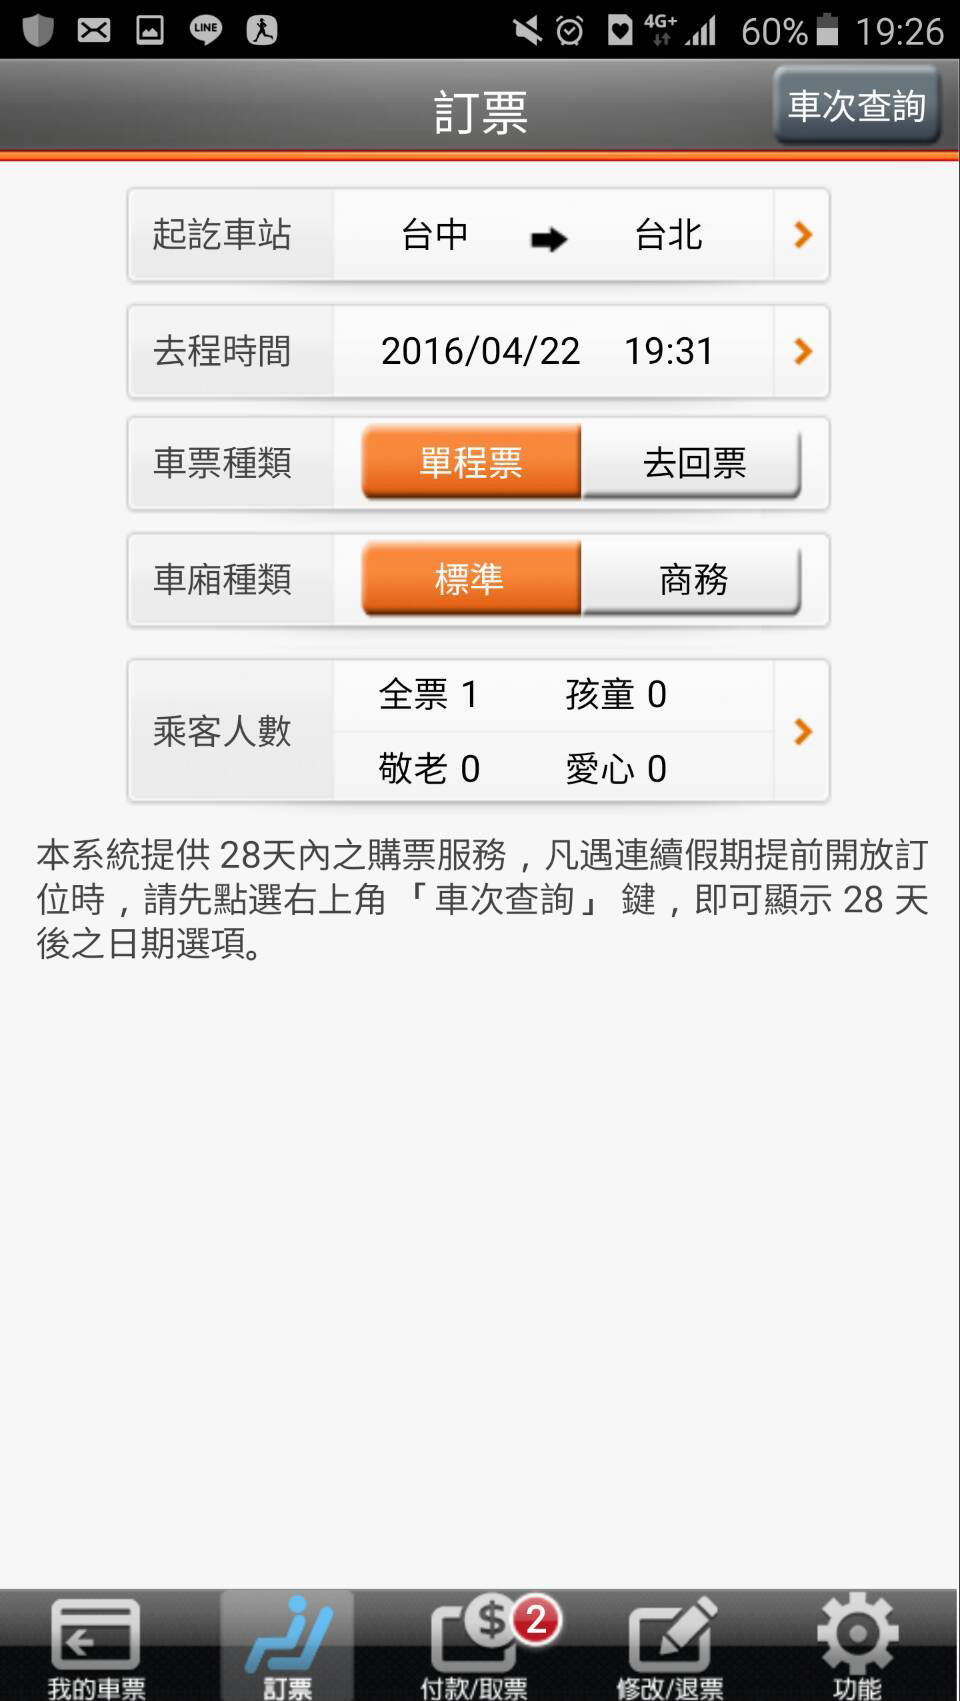 LINE 4G+ 60% 19:26
訂票 車次查詢
起訖車站 台中 台北
去程時間 2016/04/22 19:31
車票種類 單程票 去回票
車廂種類 標準 商務
乘客人數 全票 1 孩童 0
敬老 0 愛心 0
本系統提供 28天內之購票服務，凡遇連續假期提前開放訂
位時，請先點選右上角「車次查詢」鍵，即可顯示 28 天
後之日期選項。
$ 2
我的車票 訂票 付款/取票 修改/退票 功能